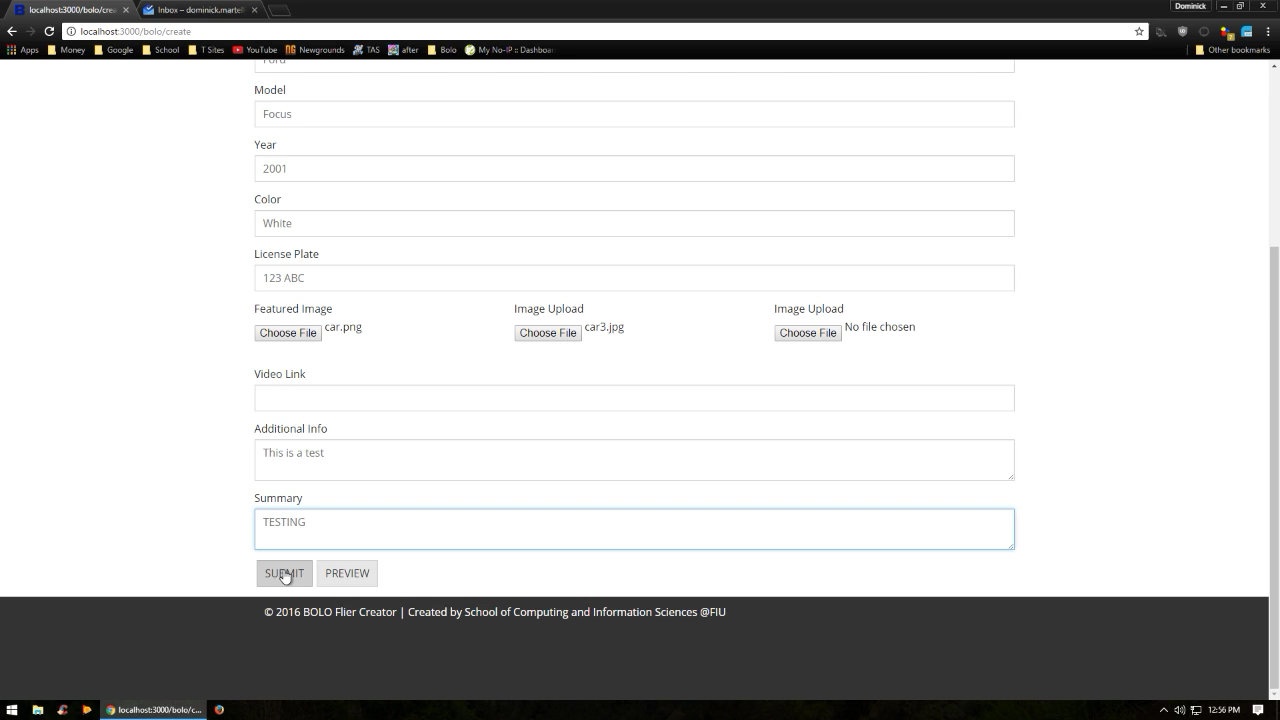 Dominick
localhost:3000/bolo/crea
Inbox – dominick.martel
localhost:3000/bolo/create
Apps Money Google School T Sites YouTube Newgrounds TAS after Bolo My No-IP :: Dashboar
Other bookmarks
Ford
Model
Focus
Year
2001
Color
White
License Plate
123 ABC
Featured Image Image Upload Image Upload
Choose File car.png Choose File car3.jpg Choose File No file chosen
Video Link
Additional Info
This is a test
Summary
TESTING
SUBMIT PREVIEW
© 2016 BOLO Flier Creator | Created by School of Computing and Information Sciences @FIU
localhost:3000/bolo/c...
12:56 PM